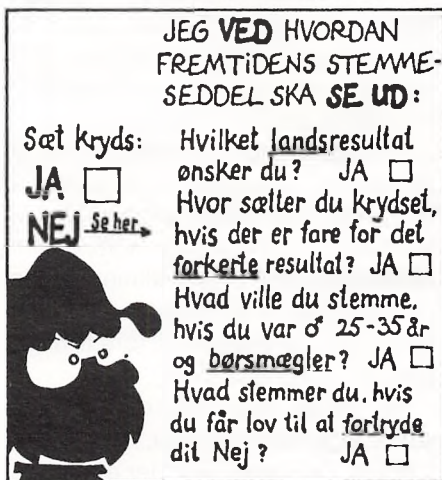 JEG VED HVORDAN
FREMTIDENS STEMME-
SEDDEL SKA SE UD:
Sæt kryds:
JA
NEJ Se her
Hvilket landsresultat
ønsker du? JA
Hvor sætter du krydset,
hvis der er fare for det
forkerte resultat? JA
Hvad ville du stemme,
hvis du var ♂ 25-35 år
og børsmægler? JA
Hvad stemmer du, hvis
du får lov til at fortryde
dit Nej? JA